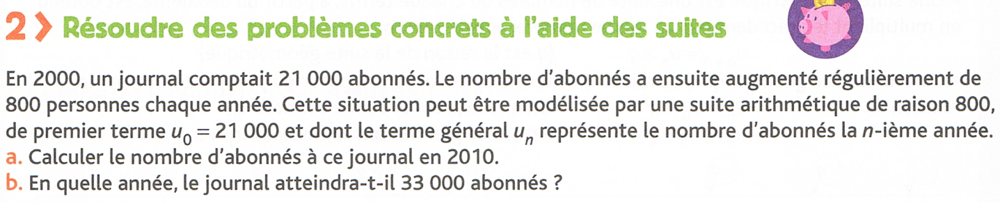 2 > Résoudre des problèmes concrets à l'aide des suites
En 2000, un journal comptait 21 000 abonnés. Le nombre d'abonnés a ensuite augmenté régulièrement de
800 personnes chaque année. Cette situation peut être modélisée par une suite arithmétique de raison 800,
de premier terme u₀ = 21 000 et dont le terme général uₙ représente le nombre d'abonnés la n-ième année.
a. Calculer le nombre d'abonnés à ce journal en 2010.
b. En quelle année, le journal atteindra-t-il 33 000 abonnés ?